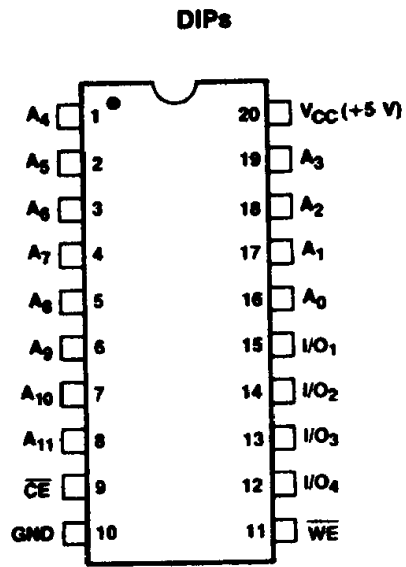 DIPs
A4 1 20 VCC (+5 V)
A5 2 19 A3
A6 3 18 A2
A7 4 17 A1
A8 5 16 A0
A9 6 15 I/O1
A10 7 14 I/O2
A11 8 13 I/O3
C̅E̅ 9 12 I/O4
GND 10 11 W̅E̅